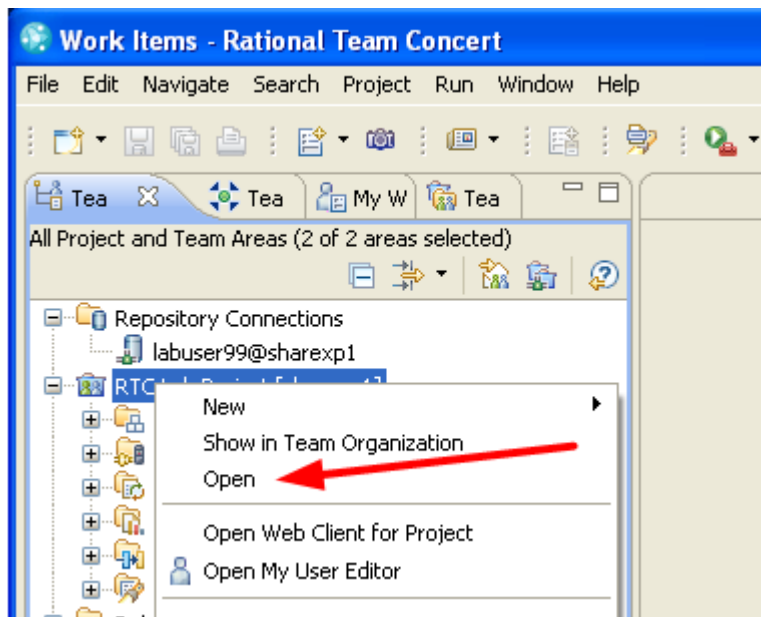 Work Items - Rational Team Concert
File Edit Navigate Search Project Run Window Help
Tea Tea My W Tea
All Project and Team Areas (2 of 2 areas selected)
Repository Connections
labuser99@sharexp1
RTC
New
Show in Team Organization
Open
Open Web Client for Project
Open My User Editor